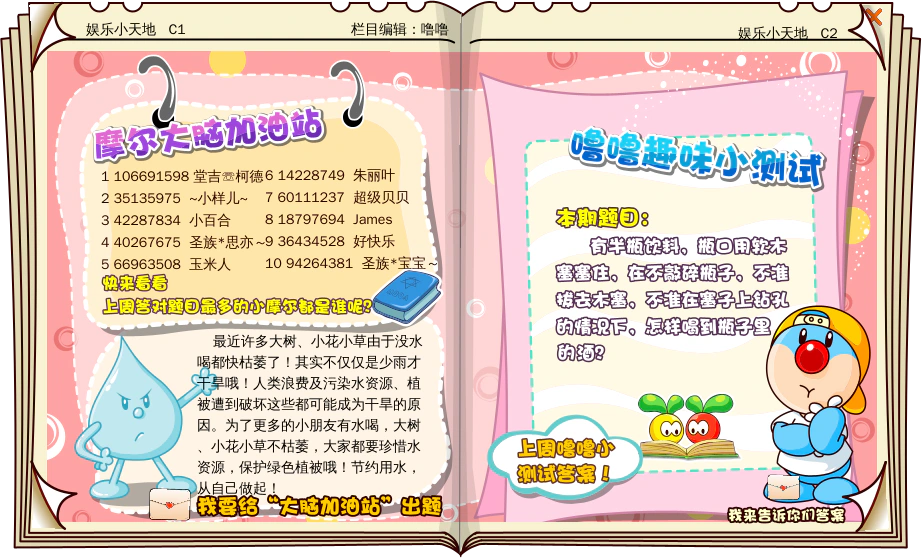 娱乐小天地 C1
栏目编辑：噜噜
摩尔大脑加油站
1 106691598 堂吉☏柯德
6 14228749 朱丽叶
2 35135975 ~小样儿~
7 60111237 超级贝贝
3 42287834 小百合
8 18797694 James
4 40267675 圣族*思亦~
9 36434528 好快乐
5 66963508 玉米人
10 94264381 圣族*宝宝~
快来看看
上周答对题目最多的小摩尔都是谁呢？
最近许多大树、小花小草由于没水
喝都快枯萎了！其实不仅仅是少雨才
干旱哦！人类浪费及污染水资源、植
被遭到破坏这些都可能成为干旱的原
因。为了更多的小朋友有水喝，大树
、小花小草不枯萎，大家都要珍惜水
资源，保护绿色植被哦！节约用水，
从自己做起！
我要给“大脑加油站”出题
娱乐小天地 C2
噜噜趣味小测试
本期题目：
有半瓶饮料，瓶口用软木
塞塞住，在不敲碎瓶子，不准
拔去木塞，不准在塞子上钻孔
的情况下，怎样喝到瓶子里
的酒？
上周噜噜小
测试答案！
我来告诉你们答案